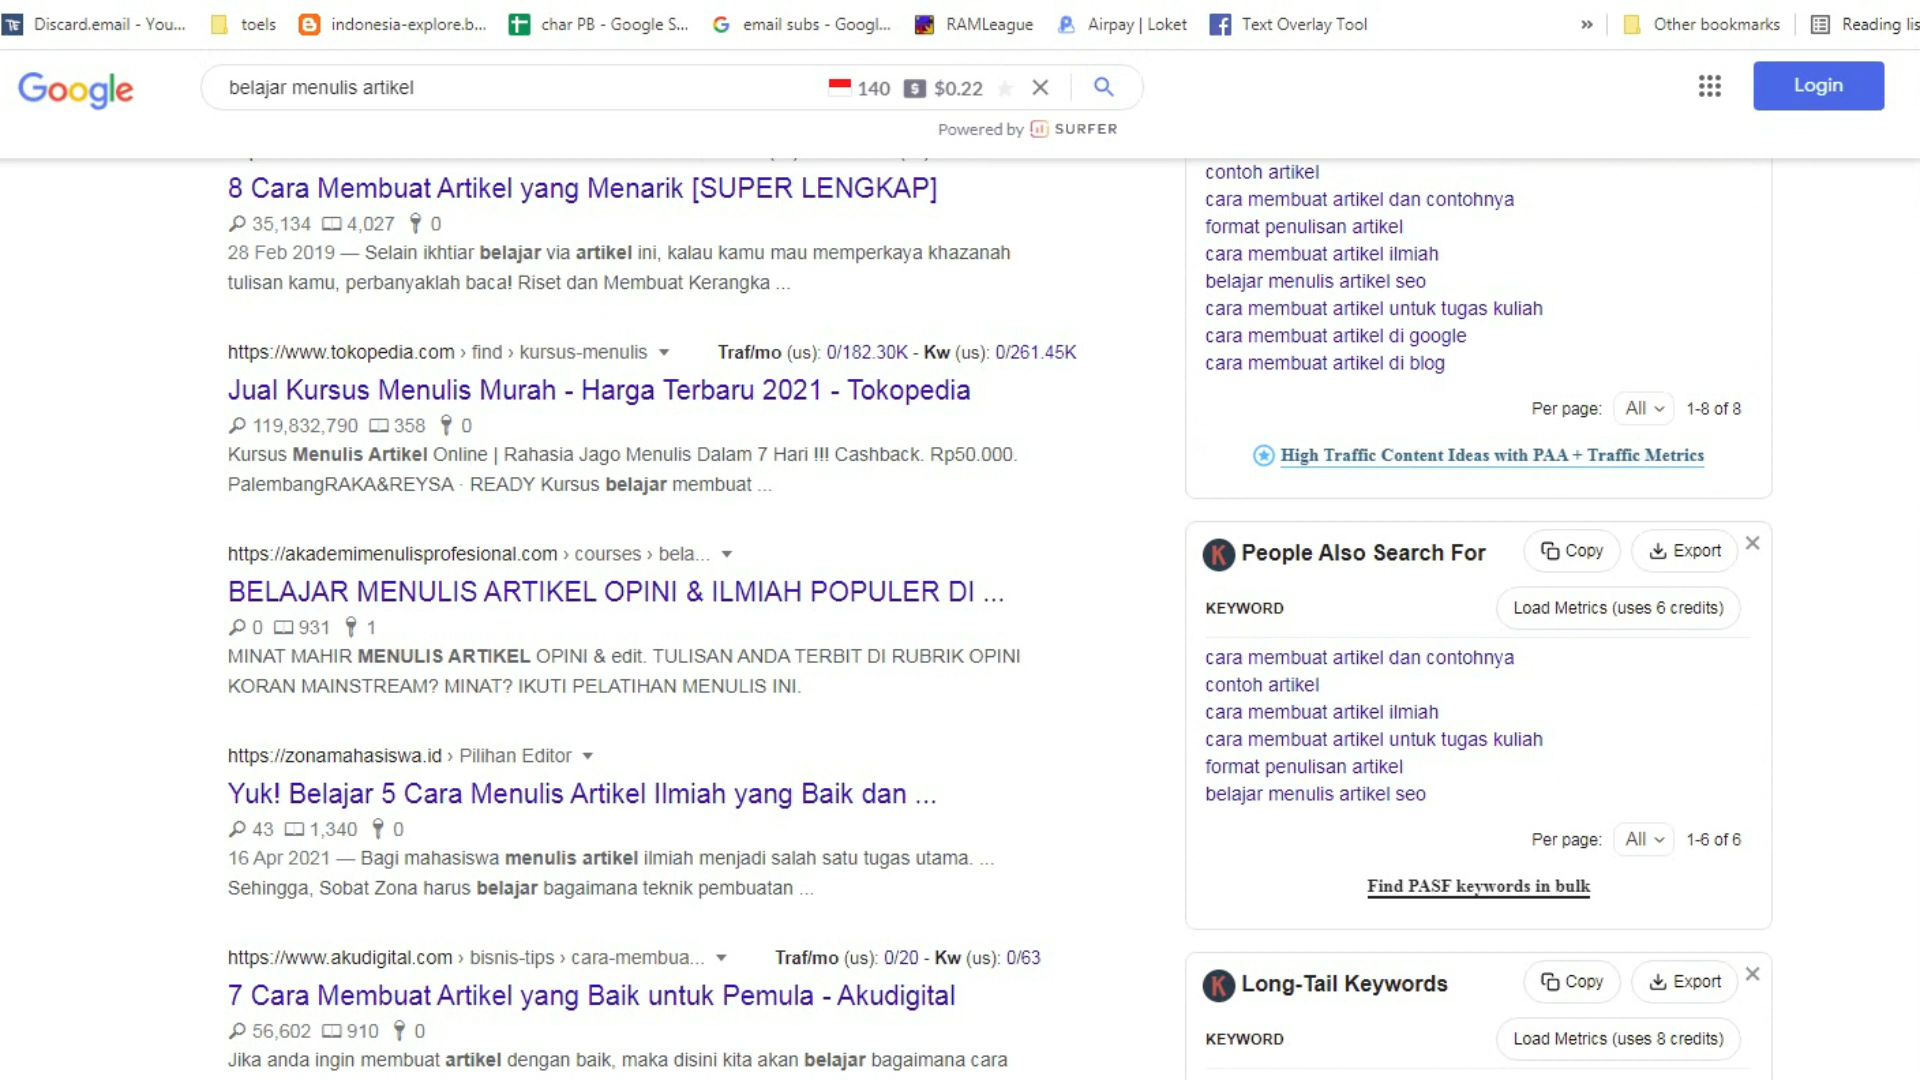 Discard.email - You...
toels
indonesia-explore.b...
char PB - Google S...
email subs - Googl...
RAMLeague
Airpay | Loket
Text Overlay Tool
»
Other bookmarks
Reading lis
Google
belajar menulis artikel
140
$0.22
Login
Powered by SURFER
8 Cara Membuat Artikel yang Menarik [SUPER LENGKAP]
35,134 4,027 0
28 Feb 2019 — Selain ikhtiar belajar via artikel ini, kalau kamu mau memperkaya khazanah
tulisan kamu, perbanyaklah baca! Riset dan Membuat Kerangka ...
https://www.tokopedia.com › find › kursus-menulis
Traf/mo (us): 0/182.30K - Kw (us): 0/261.45K
Jual Kursus Menulis Murah - Harga Terbaru 2021 - Tokopedia
119,832,790 358 0
Kursus Menulis Artikel Online | Rahasia Jago Menulis Dalam 7 Hari !!! Cashback. Rp50.000.
PalembangRAKA&REYSA · READY Kursus belajar membuat ...
https://akademimenulisprofesional.com › courses › bela...
BELAJAR MENULIS ARTIKEL OPINI & ILMIAH POPULER DI ...
0 931 1
MINAT MAHIR MENULIS ARTIKEL OPINI & edit. TULISAN ANDA TERBIT DI RUBRIK OPINI
KORAN MAINSTREAM? MINAT? IKUTI PELATIHAN MENULIS INI.
https://zonamahasiswa.id › Pilihan Editor
Yuk! Belajar 5 Cara Menulis Artikel Ilmiah yang Baik dan ...
43 1,340 0
16 Apr 2021 — Bagi mahasiswa menulis artikel ilmiah menjadi salah satu tugas utama. ...
Sehingga, Sobat Zona harus belajar bagaimana teknik pembuatan ...
https://www.akudigital.com › bisnis-tips › cara-membua...
Traf/mo (us): 0/20 - Kw (us): 0/63
7 Cara Membuat Artikel yang Baik untuk Pemula - Akudigital
56,602 910 0
Jika anda ingin membuat artikel dengan baik, maka disini kita akan belajar bagaimana cara
contoh artikel
cara membuat artikel dan contohnya
format penulisan artikel
cara membuat artikel ilmiah
belajar menulis artikel seo
cara membuat artikel untuk tugas kuliah
cara membuat artikel di google
cara membuat artikel di blog
Per page: All 1-8 of 8
High Traffic Content Ideas with PAA + Traffic Metrics
K People Also Search For
Copy
Export
KEYWORD
Load Metrics (uses 6 credits)
cara membuat artikel dan contohnya
contoh artikel
cara membuat artikel ilmiah
cara membuat artikel untuk tugas kuliah
format penulisan artikel
belajar menulis artikel seo
Per page: All 1-6 of 6
Find PASF keywords in bulk
K Long-Tail Keywords
Copy
Export
KEYWORD
Load Metrics (uses 8 credits)